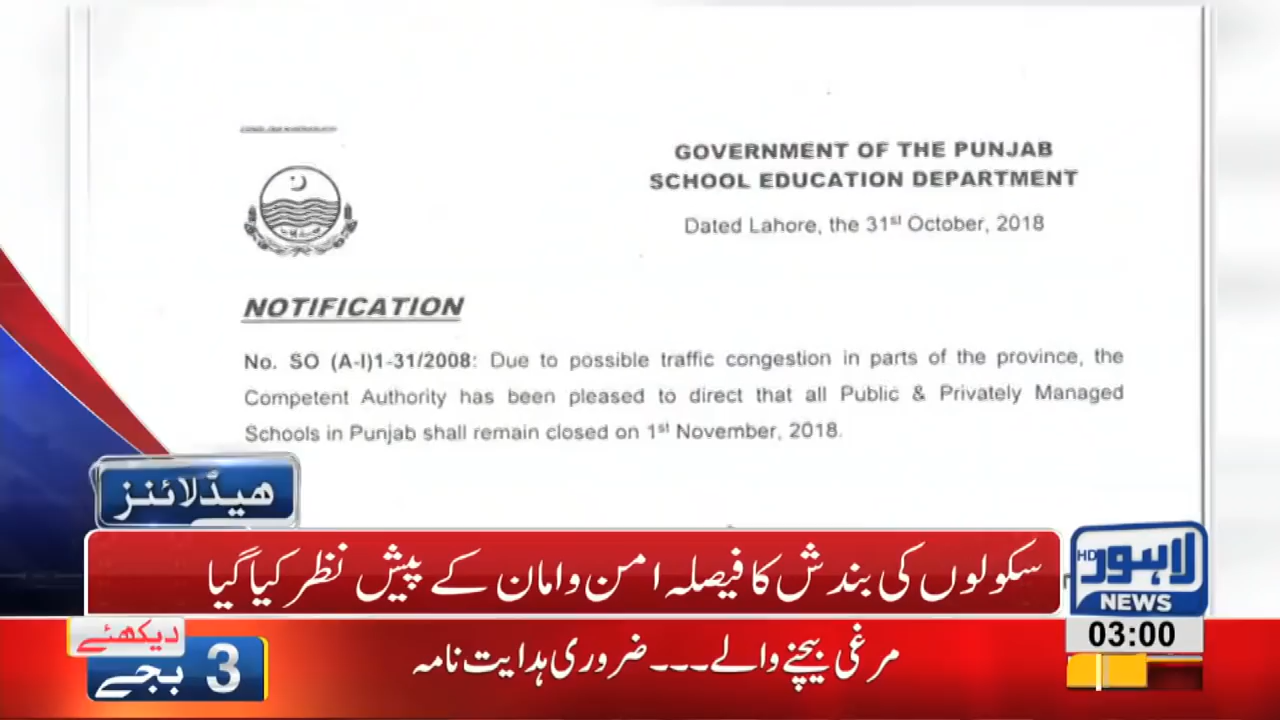 GOVERNMENT OF THE PUNJAB
SCHOOL EDUCATION DEPARTMENT
Dated Lahore, the 31st October, 2018
NOTIFICATION
No. SO (A-I)1-31/2008: Due to possible traffic congestion in parts of the province, the
Competent Authority has been pleased to direct that all Public & Privately Managed
Schools in Punjab shall remain closed on 1st November, 2018.
ھیڈلائنز
سکولوں کی بندش کا فیصلہ امن و امان کے پیش نظر کیا گیا
لاہور HD
NEWS
03:00
دیکھئے
3 بجے
مرغی بیچنے والے۔۔۔ ضروری ہدایت نامہ